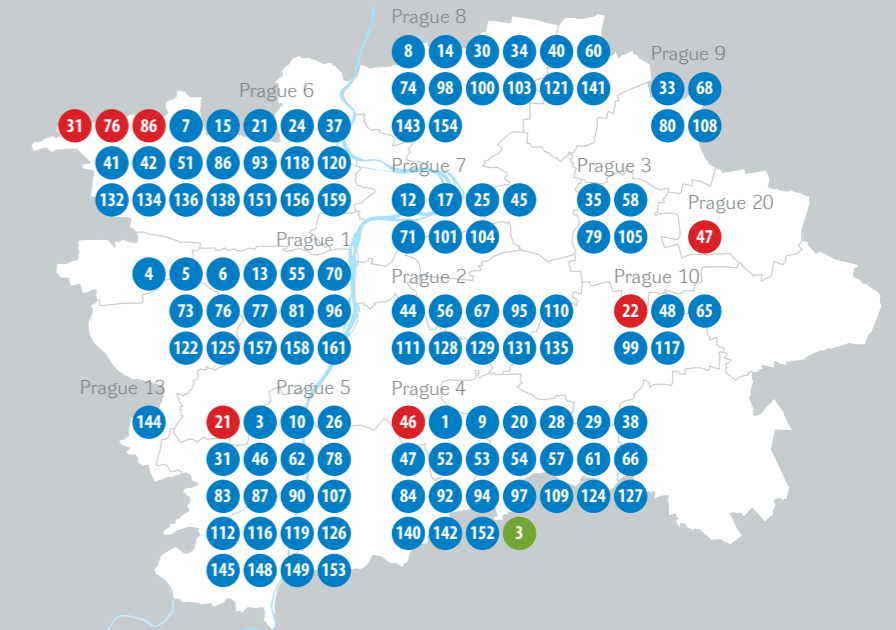 Prague 8
8 14 30 34 40 60
74 98 100 103 121 141
143 154
Prague 9
33 68
80 108
Prague 6
31 76 86 7 15 21 24 37
41 42 51 86 93 118 120
132 134 136 138 151 156 159
Prague 7
12 17 25 45
71 101 104
Prague 3
35 58
79 105
Prague 20
47
Prague 1
4 5 6 13 55 70
73 76 77 81 96
122 125 157 158 161
Prague 2
44 56 67 95 110
111 128 129 131 135
Prague 10
22 48 65
99 117
Prague 13
144
Prague 5
21 3 10 26
31 46 62 78
83 87 90 107
112 116 119 126
145 148 149 153
Prague 4
46 1 9 20 28 29 38
47 52 53 54 57 61 66
84 92 94 97 109 124 127
140 142 152 3